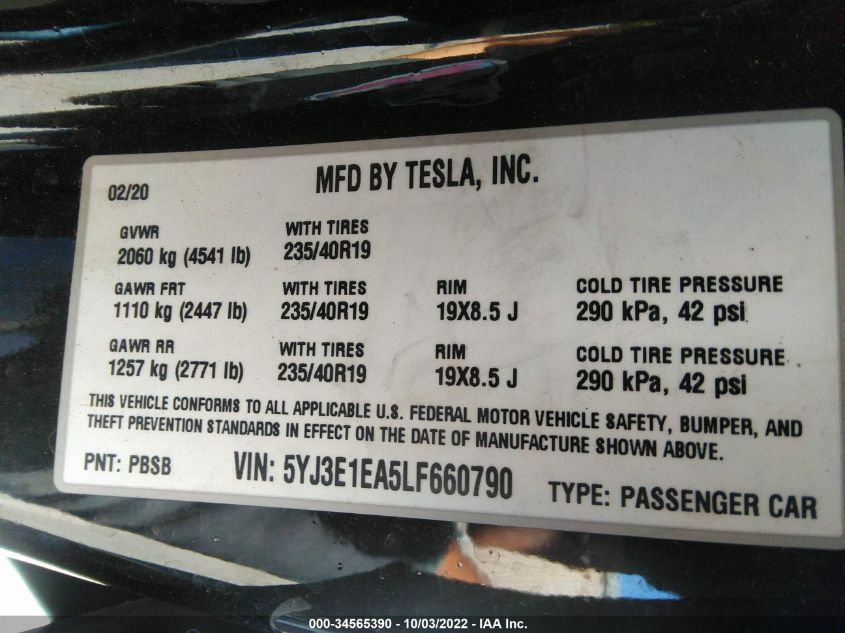 MFD BY TESLA, INC.
02/20
GVWR WITH TIRES
2060 kg (4541 lb) 235/40R19
GAWR FRT WITH TIRES RIM COLD TIRE PRESSURE
1110 kg (2447 lb) 235/40R19 19X8.5 J 290 kPa, 42 psi
GAWR RR WITH TIRES RIM COLD TIRE PRESSURE
1257 kg (2771 lb) 235/40R19 19X8.5 J 290 kPa, 42 psi
THIS VEHICLE CONFORMS TO ALL APPLICABLE U.S. FEDERAL MOTOR VEHICLE SAFETY, BUMPER, AND
THEFT PREVENTION STANDARDS IN EFFECT ON THE DATE OF MANUFACTURE SHOWN ABOVE.
PNT: PBSB VIN: 5YJ3E1EA5LF660790 TYPE: PASSENGER CAR
000-34565390 - 10/03/2022 - IAA Inc.